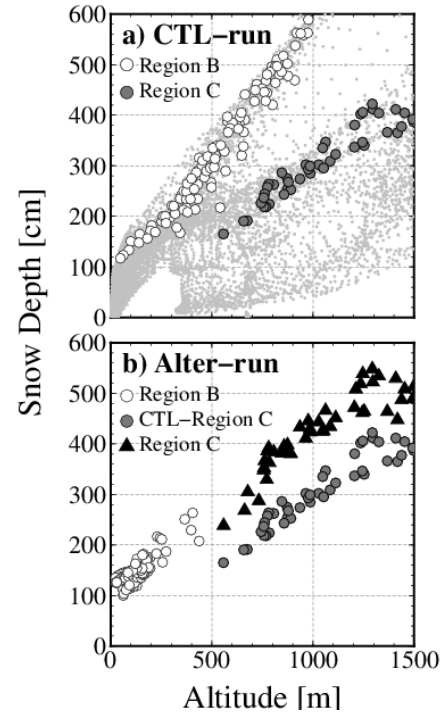 600
a) CTL−run
Region B
Region C
500
400
300
200
100
0
Snow Depth [cm]
600
b) Alter−run
Region B
CTL−Region C
Region C
500
400
300
200
100
0
0 500 1000 1500
Altitude [m]